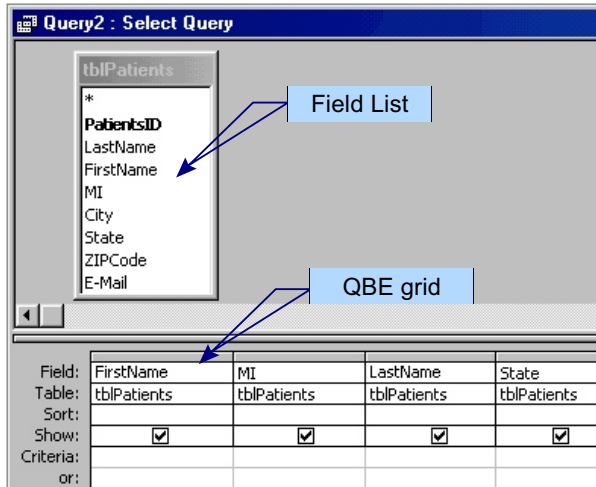 Query2 : Select Query
tblPatients
*
PatientsID
LastName
FirstName
MI
City
State
ZIPCode
E-Mail
Field List
QBE grid
Field: FirstName MI LastName State
Table: tblPatients tblPatients tblPatients tblPatients
Sort:
Show:
Criteria:
or: